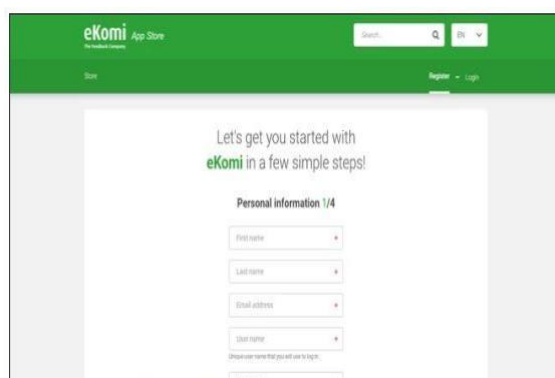 eKomi App Store
The Feedback Company
Search...
EN
Store
Register
Login
Let's get you started with
eKomi in a few simple steps!
Personal information 1/4
First name *
Last name *
Email address *
User name *
Unique user name that you will use to log in